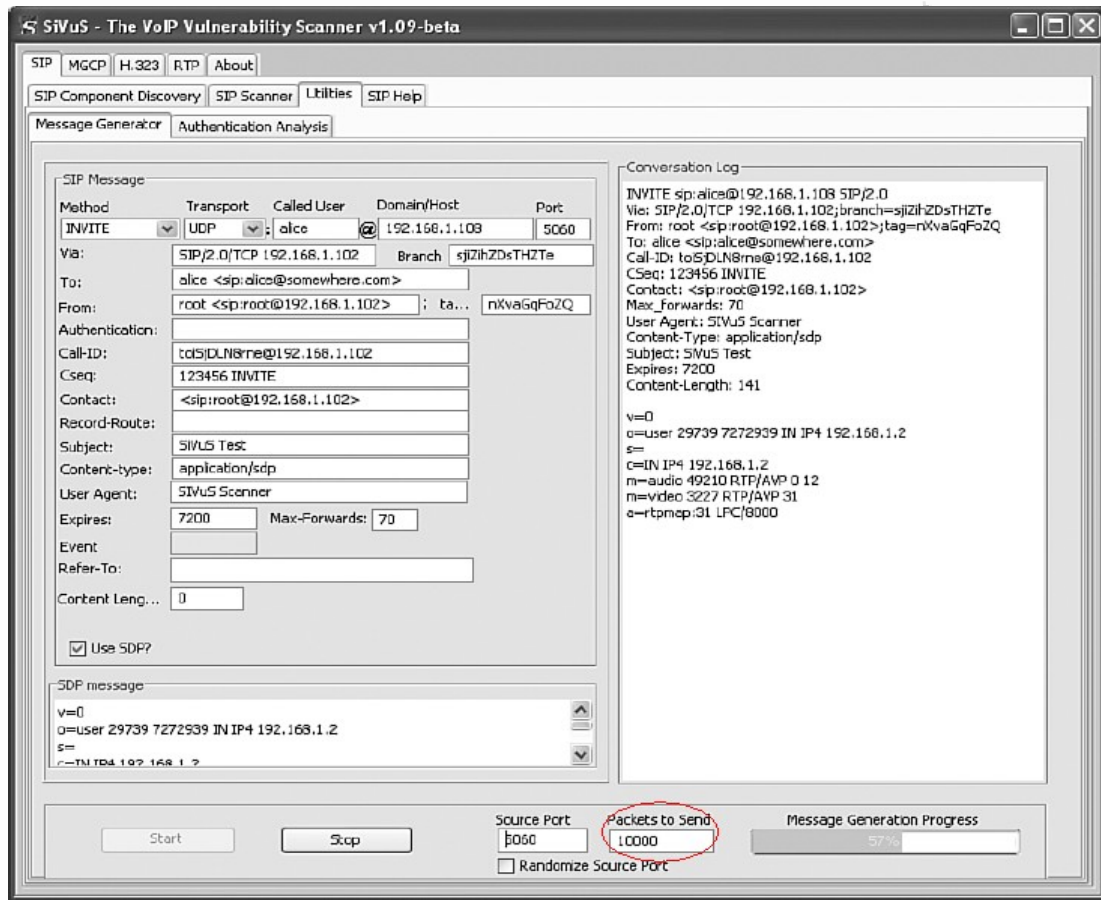 SiVuS - The VoIP Vulnerability Scanner v1.09-beta
SIP MGCP H.323 RTP About
SIP Component Discovery SIP Scanner Utilities SIP Help
Message Generator Authentication Analysis
SIP Message
Method Transport Called User Domain/Host Port
INVITE UDP : alice @ 192.168.1.103 5060
Via: SIP/2.0/TCP 192.168.1.102 Branch sjiZihZDsTHZTe
To: alice <sip:alice@somewhere.com>
From: root <sip:root@192.168.1.102> ; ta... nXvaGqFoZQ
Authentication:
Call-ID: toiSjDLN8rne@192.168.1.102
Cseq: 123456 INVITE
Contact: <sip:root@192.168.1.102>
Record-Route:
Subject: SiVuS Test
Content-type: application/sdp
User Agent: SIVuS Scanner
Expires: 7200 Max-Forwards: 70
Event
Refer-To:
Content Leng... 0
Use SDP?
SDP message
v=0
o=user 29739 7272939 IN IP4 192.168.1.2
s=
c=IN IP4 192.168.1.2
Conversation Log
INVITE sip:alice@192.168.1.103 SIP/2.0
Via: SIP/2.0/TCP 192.168.1.102;branch=sjiZihZDsTHZTe
From: root <sip:root@192.168.1.102>;tag=nXvaGqFoZQ
To: alice <sip:alice@somewhere.com>
Call-ID: toiSjDLN8rne@192.168.1.102
CSeq: 123456 INVITE
Contact: <sip:root@192.168.1.102>
Max_forwards: 70
User Agent: SIVuS Scanner
Content-Type: application/sdp
Subject: SiVuS Test
Expires: 7200
Content-Length: 141
v=0
o=user 29739 7272939 IN IP4 192.168.1.2
s=
c=IN IP4 192.168.1.2
m=audio 49210 RTP/AVP 0 12
m=video 3227 RTP/AVP 31
a=rtpmap:31 LPC/8000
Start Stop
Source Port Packets to Send Message Generation Progress
5060 10000 57%
Randomize Source Port